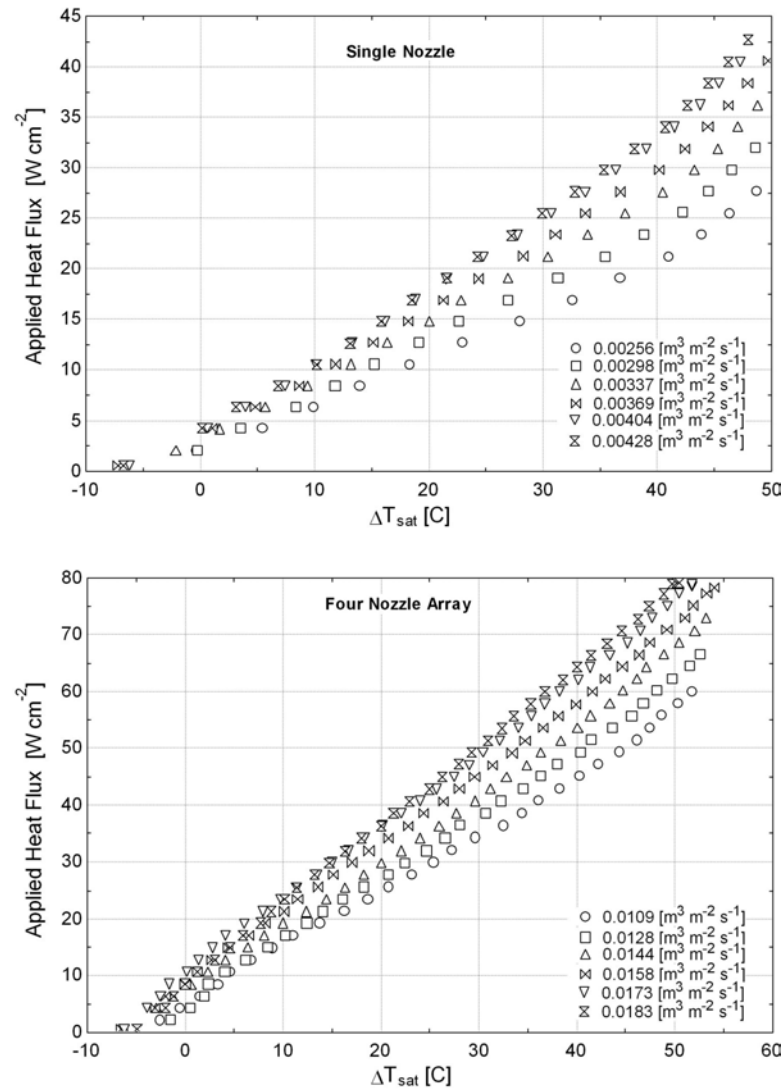 45
Single Nozzle
40
35
30
25
20
15
10
5
0
Applied Heat Flux [W cm⁻²]
0.00256 [m³ m⁻² s⁻¹]
0.00298 [m³ m⁻² s⁻¹]
0.00337 [m³ m⁻² s⁻¹]
0.00369 [m³ m⁻² s⁻¹]
0.00404 [m³ m⁻² s⁻¹]
0.00428 [m³ m⁻² s⁻¹]
-10 0 10 20 30 40 50
ΔTsat [C]
80
Four Nozzle Array
70
60
50
40
30
20
10
0
Applied Heat Flux [W cm⁻²]
0.0109 [m³ m⁻² s⁻¹]
0.0128 [m³ m⁻² s⁻¹]
0.0144 [m³ m⁻² s⁻¹]
0.0158 [m³ m⁻² s⁻¹]
0.0173 [m³ m⁻² s⁻¹]
0.0183 [m³ m⁻² s⁻¹]
-10 0 10 20 30 40 50 60
ΔTsat [C]